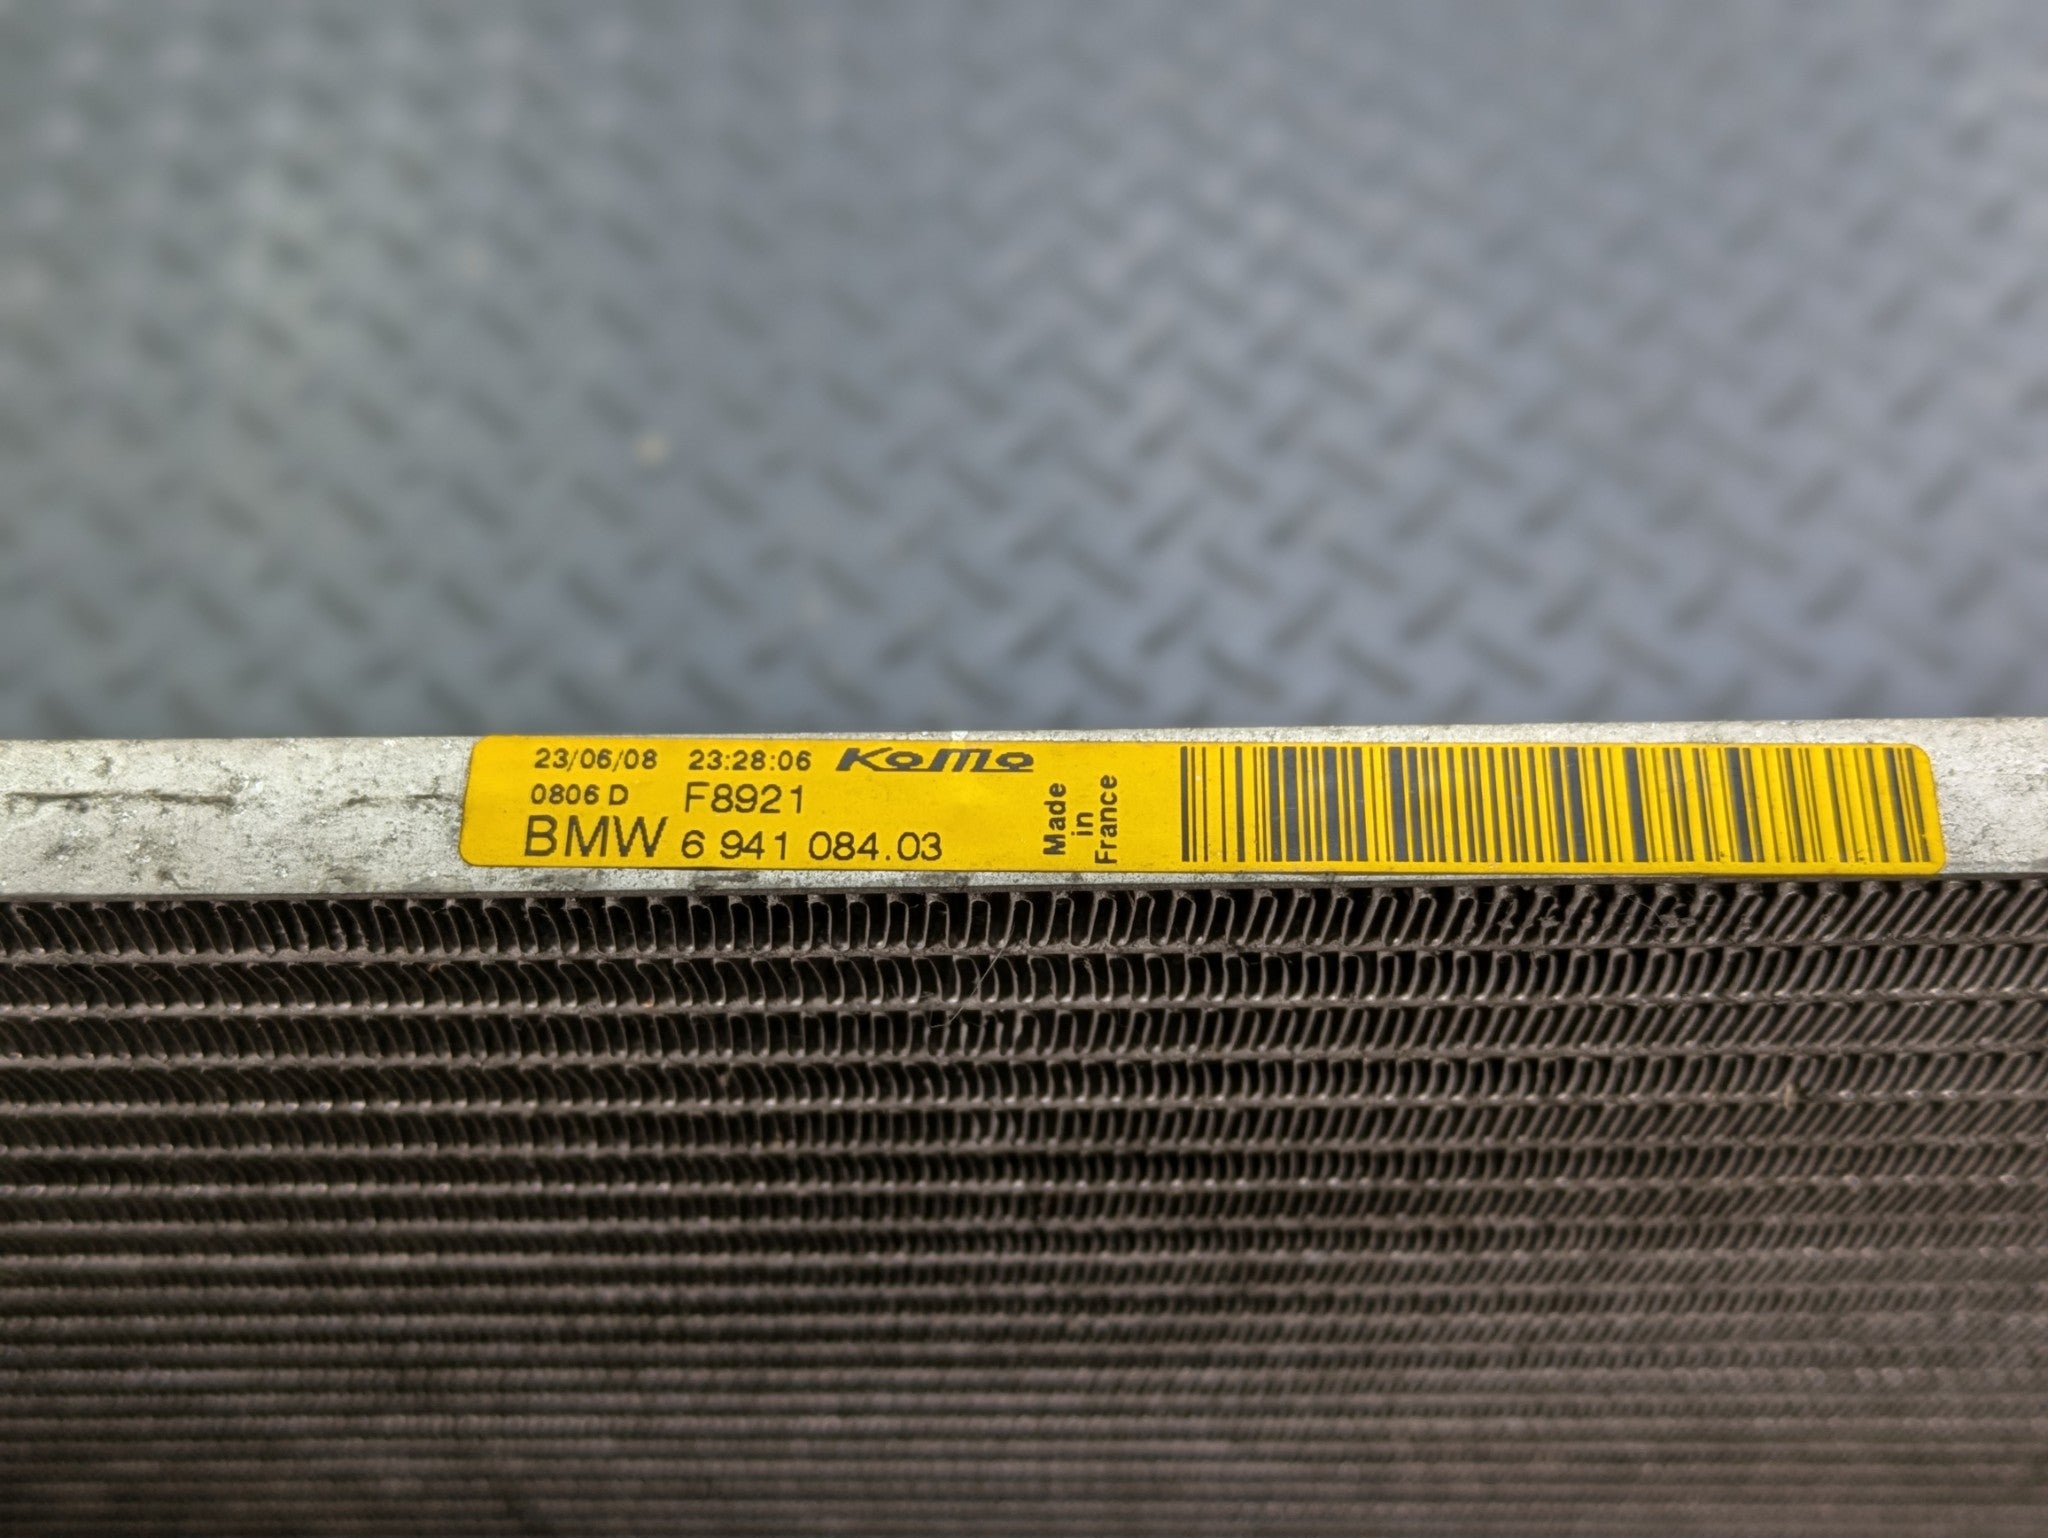 23/06/08 23:28:06 KoMo
0806 D F8921
BMW 6 941 084.03
Made
in
France